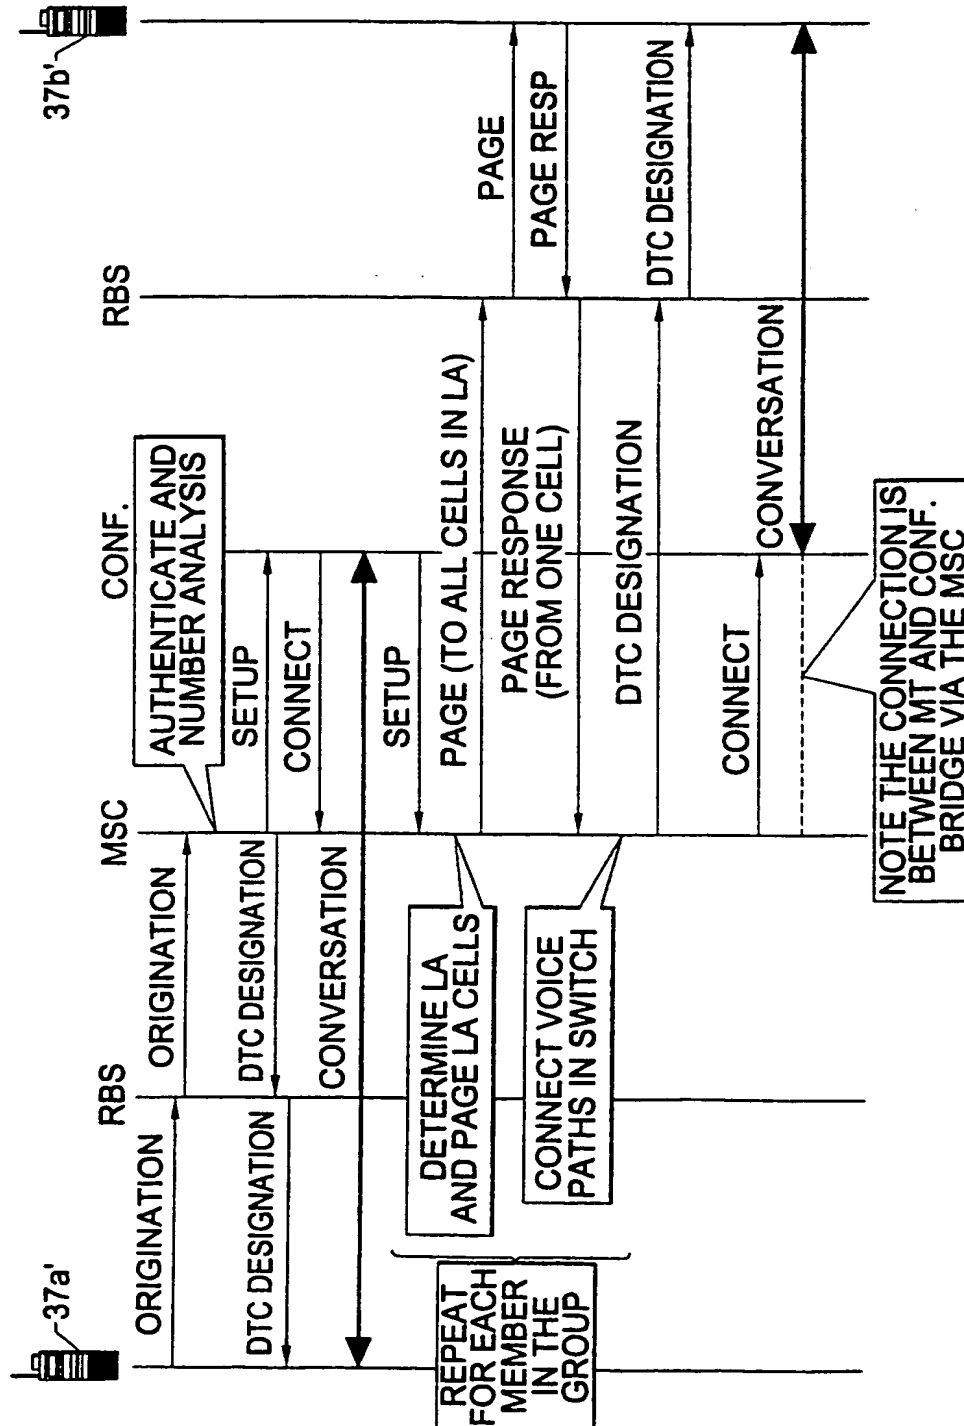 37a'
RBS
MSC
CONF.
RBS
37b'
ORIGINATION
ORIGINATION
AUTHENTICATE AND
NUMBER ANALYSIS
SETUP
DTC DESIGNATION
DTC DESIGNATION
CONNECT
CONVERSATION
SETUP
REPEAT
FOR EACH
MEMBER
IN THE
GROUP
DETERMINE LA
AND PAGE LA CELLS
PAGE (TO ALL CELLS IN LA)
PAGE
PAGE RESP
PAGE RESPONSE
(FROM ONE CELL)
CONNECT VOICE
PATHS IN SWITCH
DTC DESIGNATION
DTC DESIGNATION
CONNECT
CONVERSATION
NOTE THE CONNECTION IS
BETWEEN MT AND CONF.
BRIDGE VIA THE MSC